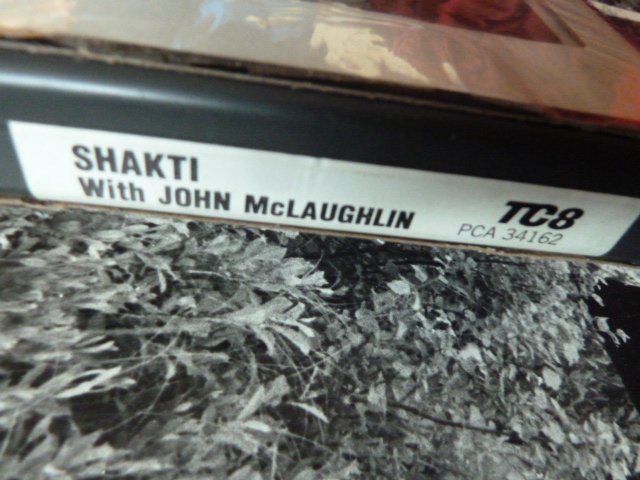 SHAKTI
With JOHN McLAUGHLIN
TC8
PCA 34162